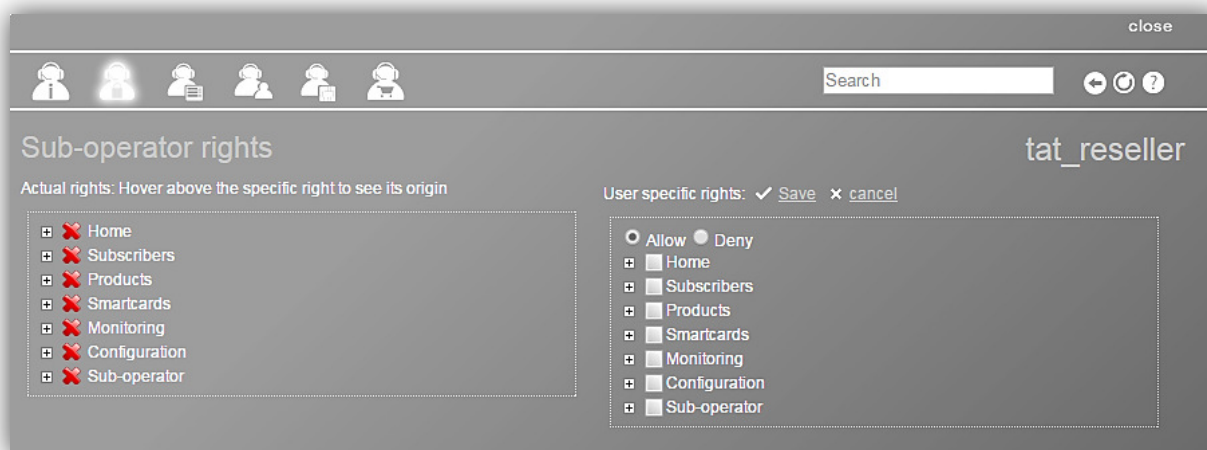 close
Search
Sub-operator rights
tat_reseller
Actual rights: Hover above the specific right to see its origin
Home
Subscribers
Products
Smartcards
Monitoring
Configuration
Sub-operator
User specific rights: Save cancel
Allow Deny
Home
Subscribers
Products
Smartcards
Monitoring
Configuration
Sub-operator